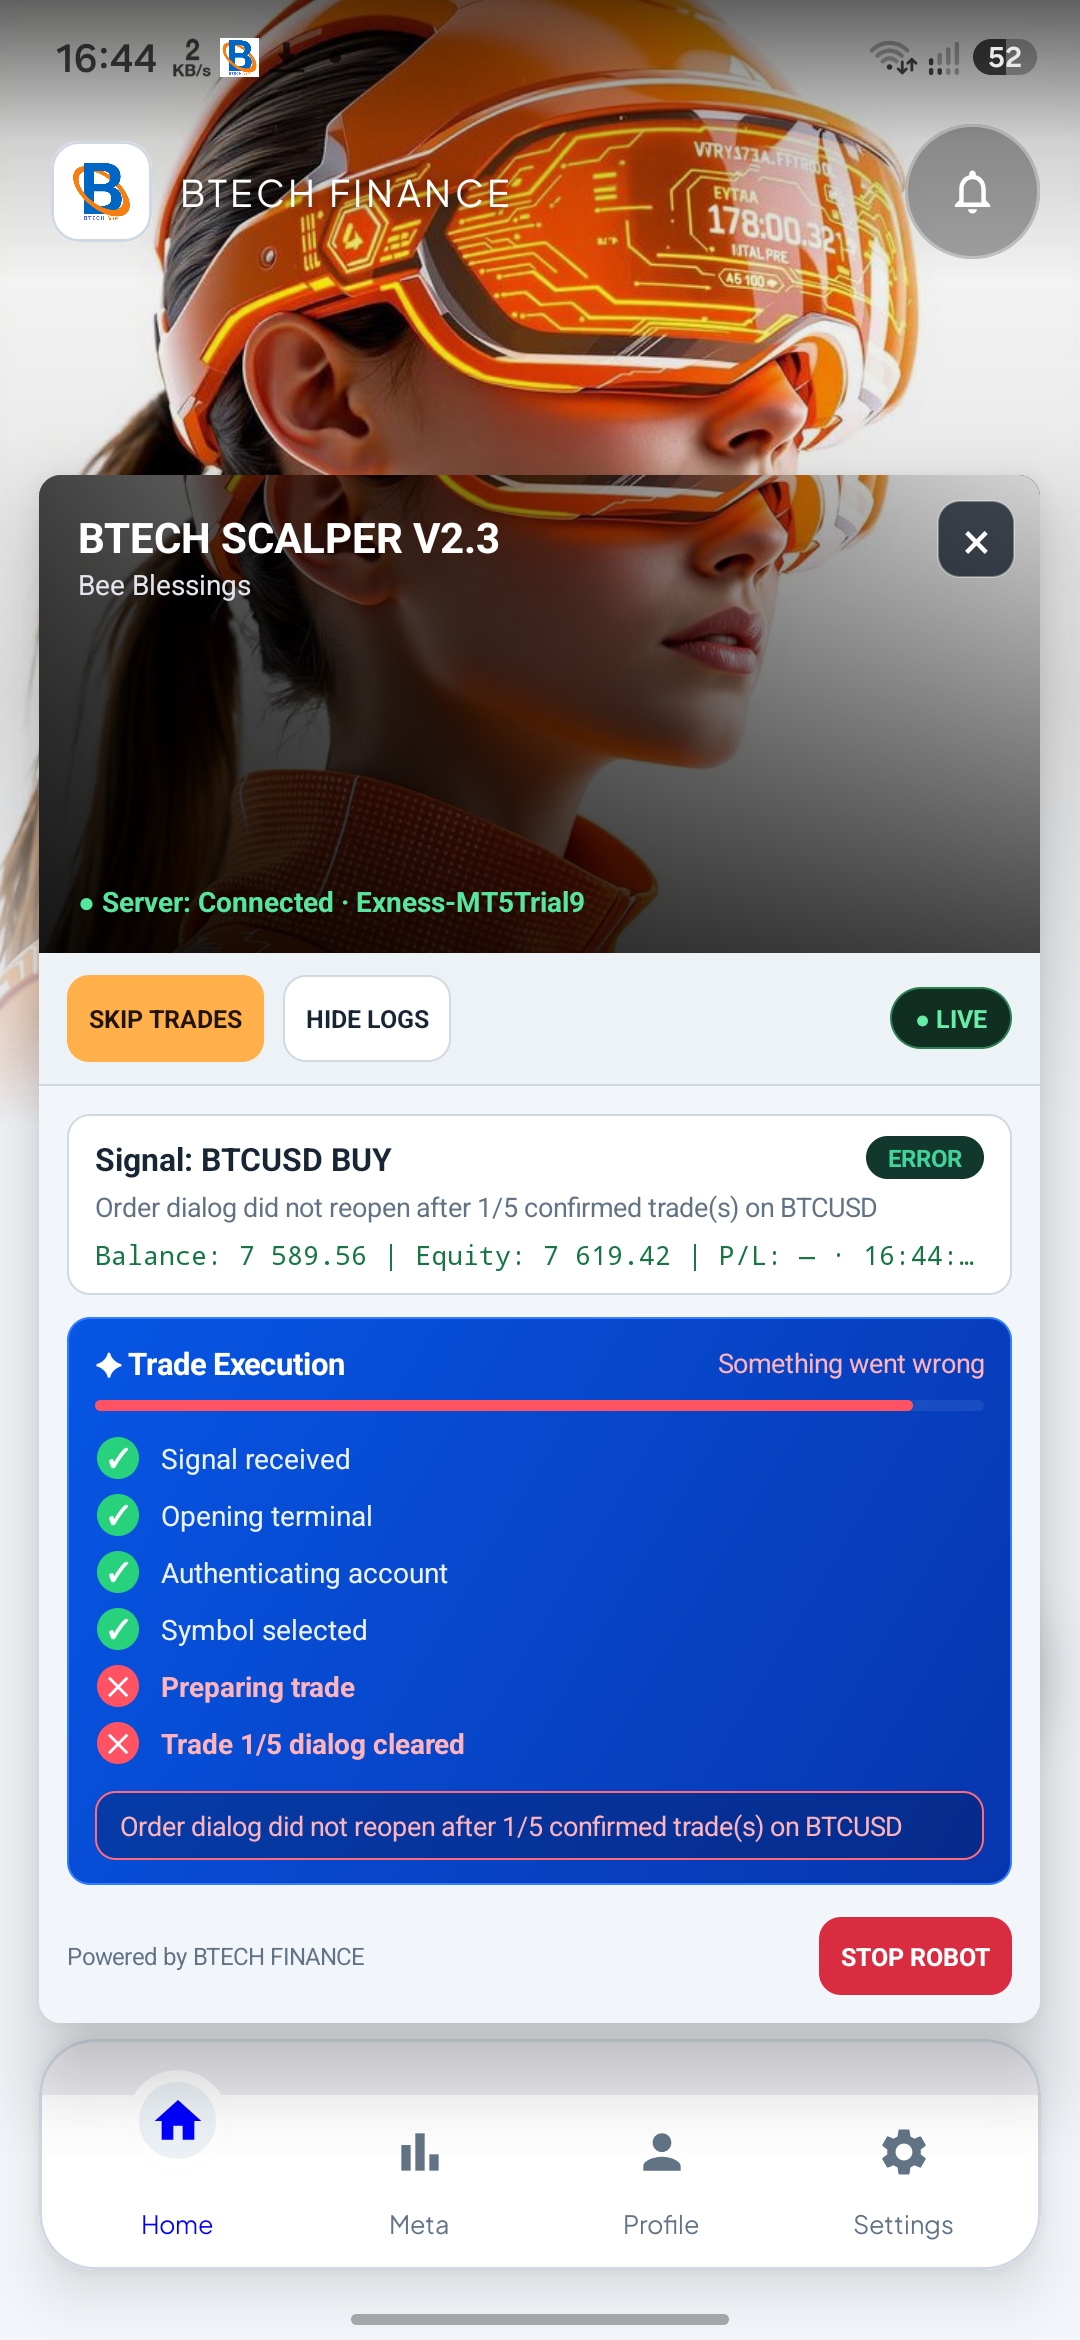 16:44
2
KB/s
B
52
B
BTECH VIP
BTECH FINANCE
EYTAA
4
BTECH SCALPER V2.3
Bee Blessings
● Server: Connected · Exness-MT5Trial9
SKIP TRADES
HIDE LOGS
● LIVE
Signal: BTCUSD BUY
ERROR
Order dialog did not reopen after 1/5 confirmed trade(s) on BTCUSD
Balance: 7 589.56 | Equity: 7 619.42 | P/L: — · 16:44:…
Trade Execution
Something went wrong
Signal received
Opening terminal
Authenticating account
Symbol selected
Preparing trade
Trade 1/5 dialog cleared
Order dialog did not reopen after 1/5 confirmed trade(s) on BTCUSD
Powered by BTECH FINANCE
STOP ROBOT
Home
Meta
Profile
Settings